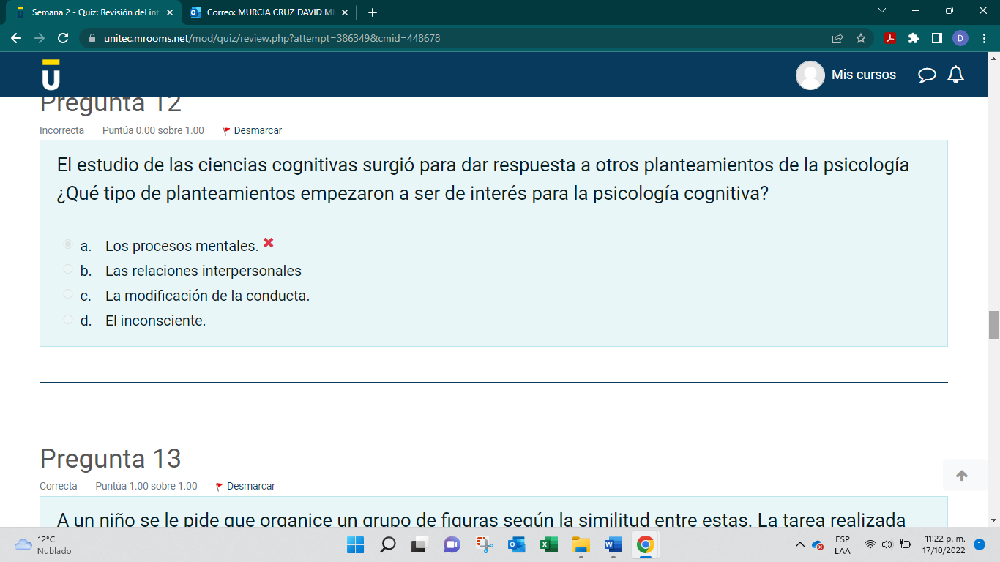 Semana 2 - Quiz: Revisión del int
Correo: MURCIA CRUZ DAVID MI
unitec.mrooms.net/mod/quiz/review.php?attempt=386349&cmid=448678
D
U
Mis cursos
Pregunta 12
Incorrecta Puntúa 0.00 sobre 1.00 Desmarcar
El estudio de las ciencias cognitivas surgió para dar respuesta a otros planteamientos de la psicología
¿Qué tipo de planteamientos empezaron a ser de interés para la psicología cognitiva?
a. Los procesos mentales.
b. Las relaciones interpersonales
c. La modificación de la conducta.
d. El inconsciente.
Pregunta 13
Correcta Puntúa 1.00 sobre 1.00 Desmarcar
A un niño se le pide que organice un grupo de figuras según la similitud entre estas. La tarea realizada
12°C
Nublado
ESP
LAA
11:22 p. m.
17/10/2022
1